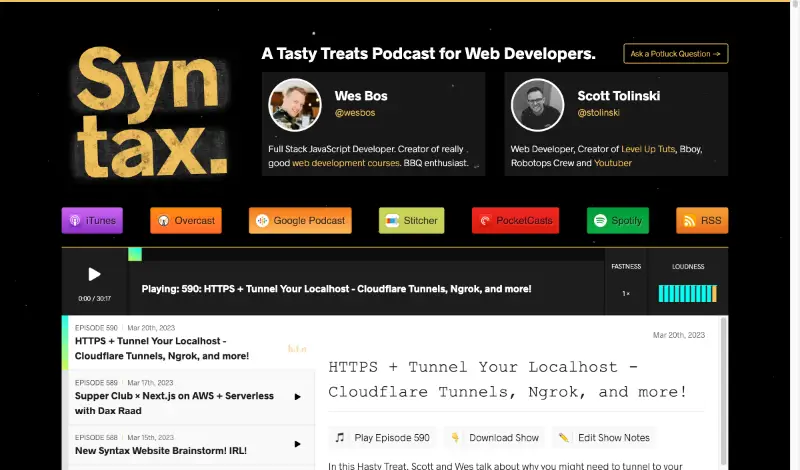 Syn
tax.
A Tasty Treats Podcast for Web Developers.
Ask a Potluck Question →
Wes Bos
@wesbos
Full Stack JavaScript Developer. Creator of really
good web development courses. BBQ enthusiast.
Scott Tolinski
@stolinski
Web Developer, Creator of Level Up Tuts, Bboy,
Robotops Crew and Youtuber
iTunes
Overcast
Google Podcast
Stitcher
PocketCasts
Spotify
RSS
0:00 / 30:17
Playing: 590: HTTPS + Tunnel Your Localhost - Cloudflare Tunnels, Ngrok, and more!
FASTNESS
1×
LOUDNESS
EPISODE 590 | Mar 20th, 2023
HTTPS + Tunnel Your Localhost -
Cloudflare Tunnels, Ngrok, and more!
EPISODE 589 | Mar 17th, 2023
Supper Club × Next.js on AWS + Serverless
with Dax Raad
EPISODE 588 | Mar 15th, 2023
New Syntax Website Brainstorm! IRL!
Mar 20th, 2023
HTTPS + Tunnel Your Localhost -
Cloudflare Tunnels, Ngrok, and more!
Play Episode 590
Download Show
Edit Show Notes
In this Hasty Treat, Scott and Wes talk about why you might need to tunnel to your